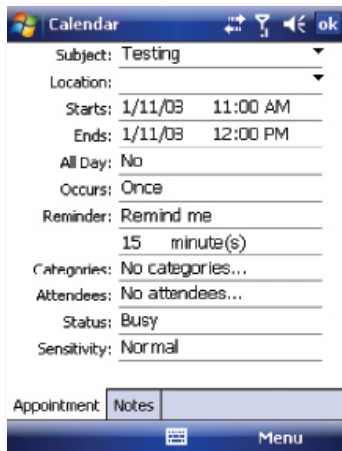 Calendar ok
Subject: Testing
Location:
Starts: 1/11/03 11:00 AM
Ends: 1/11/03 12:00 PM
All Day: No
Occurs: Once
Reminder: Remind me
15 minute(s)
Categories: No categories...
Attendees: No attendees...
Status: Busy
Sensitivity: Normal
Appointment Notes
Menu